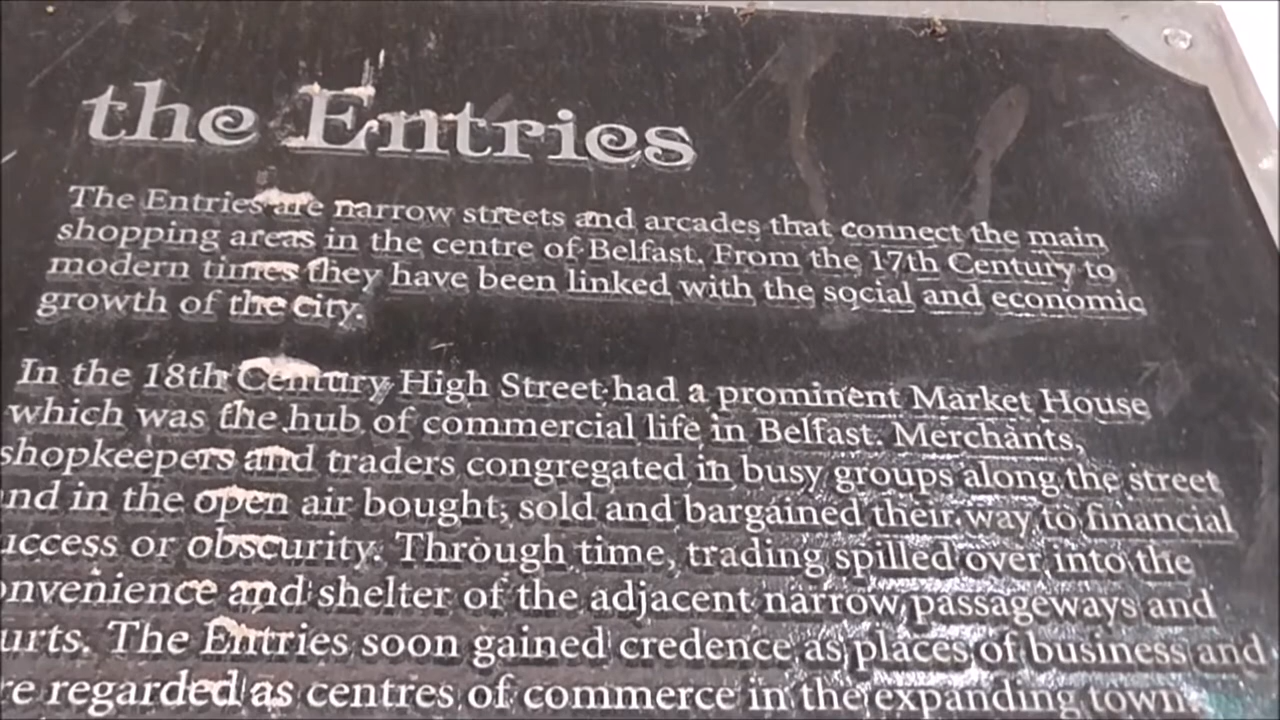 the Entries
The Entries are narrow streets and arcades that connect the main
shopping areas in the centre of Belfast. From the 17th Century to
modern times they have been linked with the social and economic
growth of the city.
In the 18th Century High Street had a prominent Market House
which was the hub of commercial life in Belfast. Merchants,
shopkeepers and traders congregated in busy groups along the street
nd in the open air bought, sold and bargained their way to financial
uccess or obscurity. Through time, trading spilled over into the
onvenience and shelter of the adjacent narrow passageways and
urts. The Entries soon gained credence as places of business and
re regarded as centres of commerce in the expanding town.